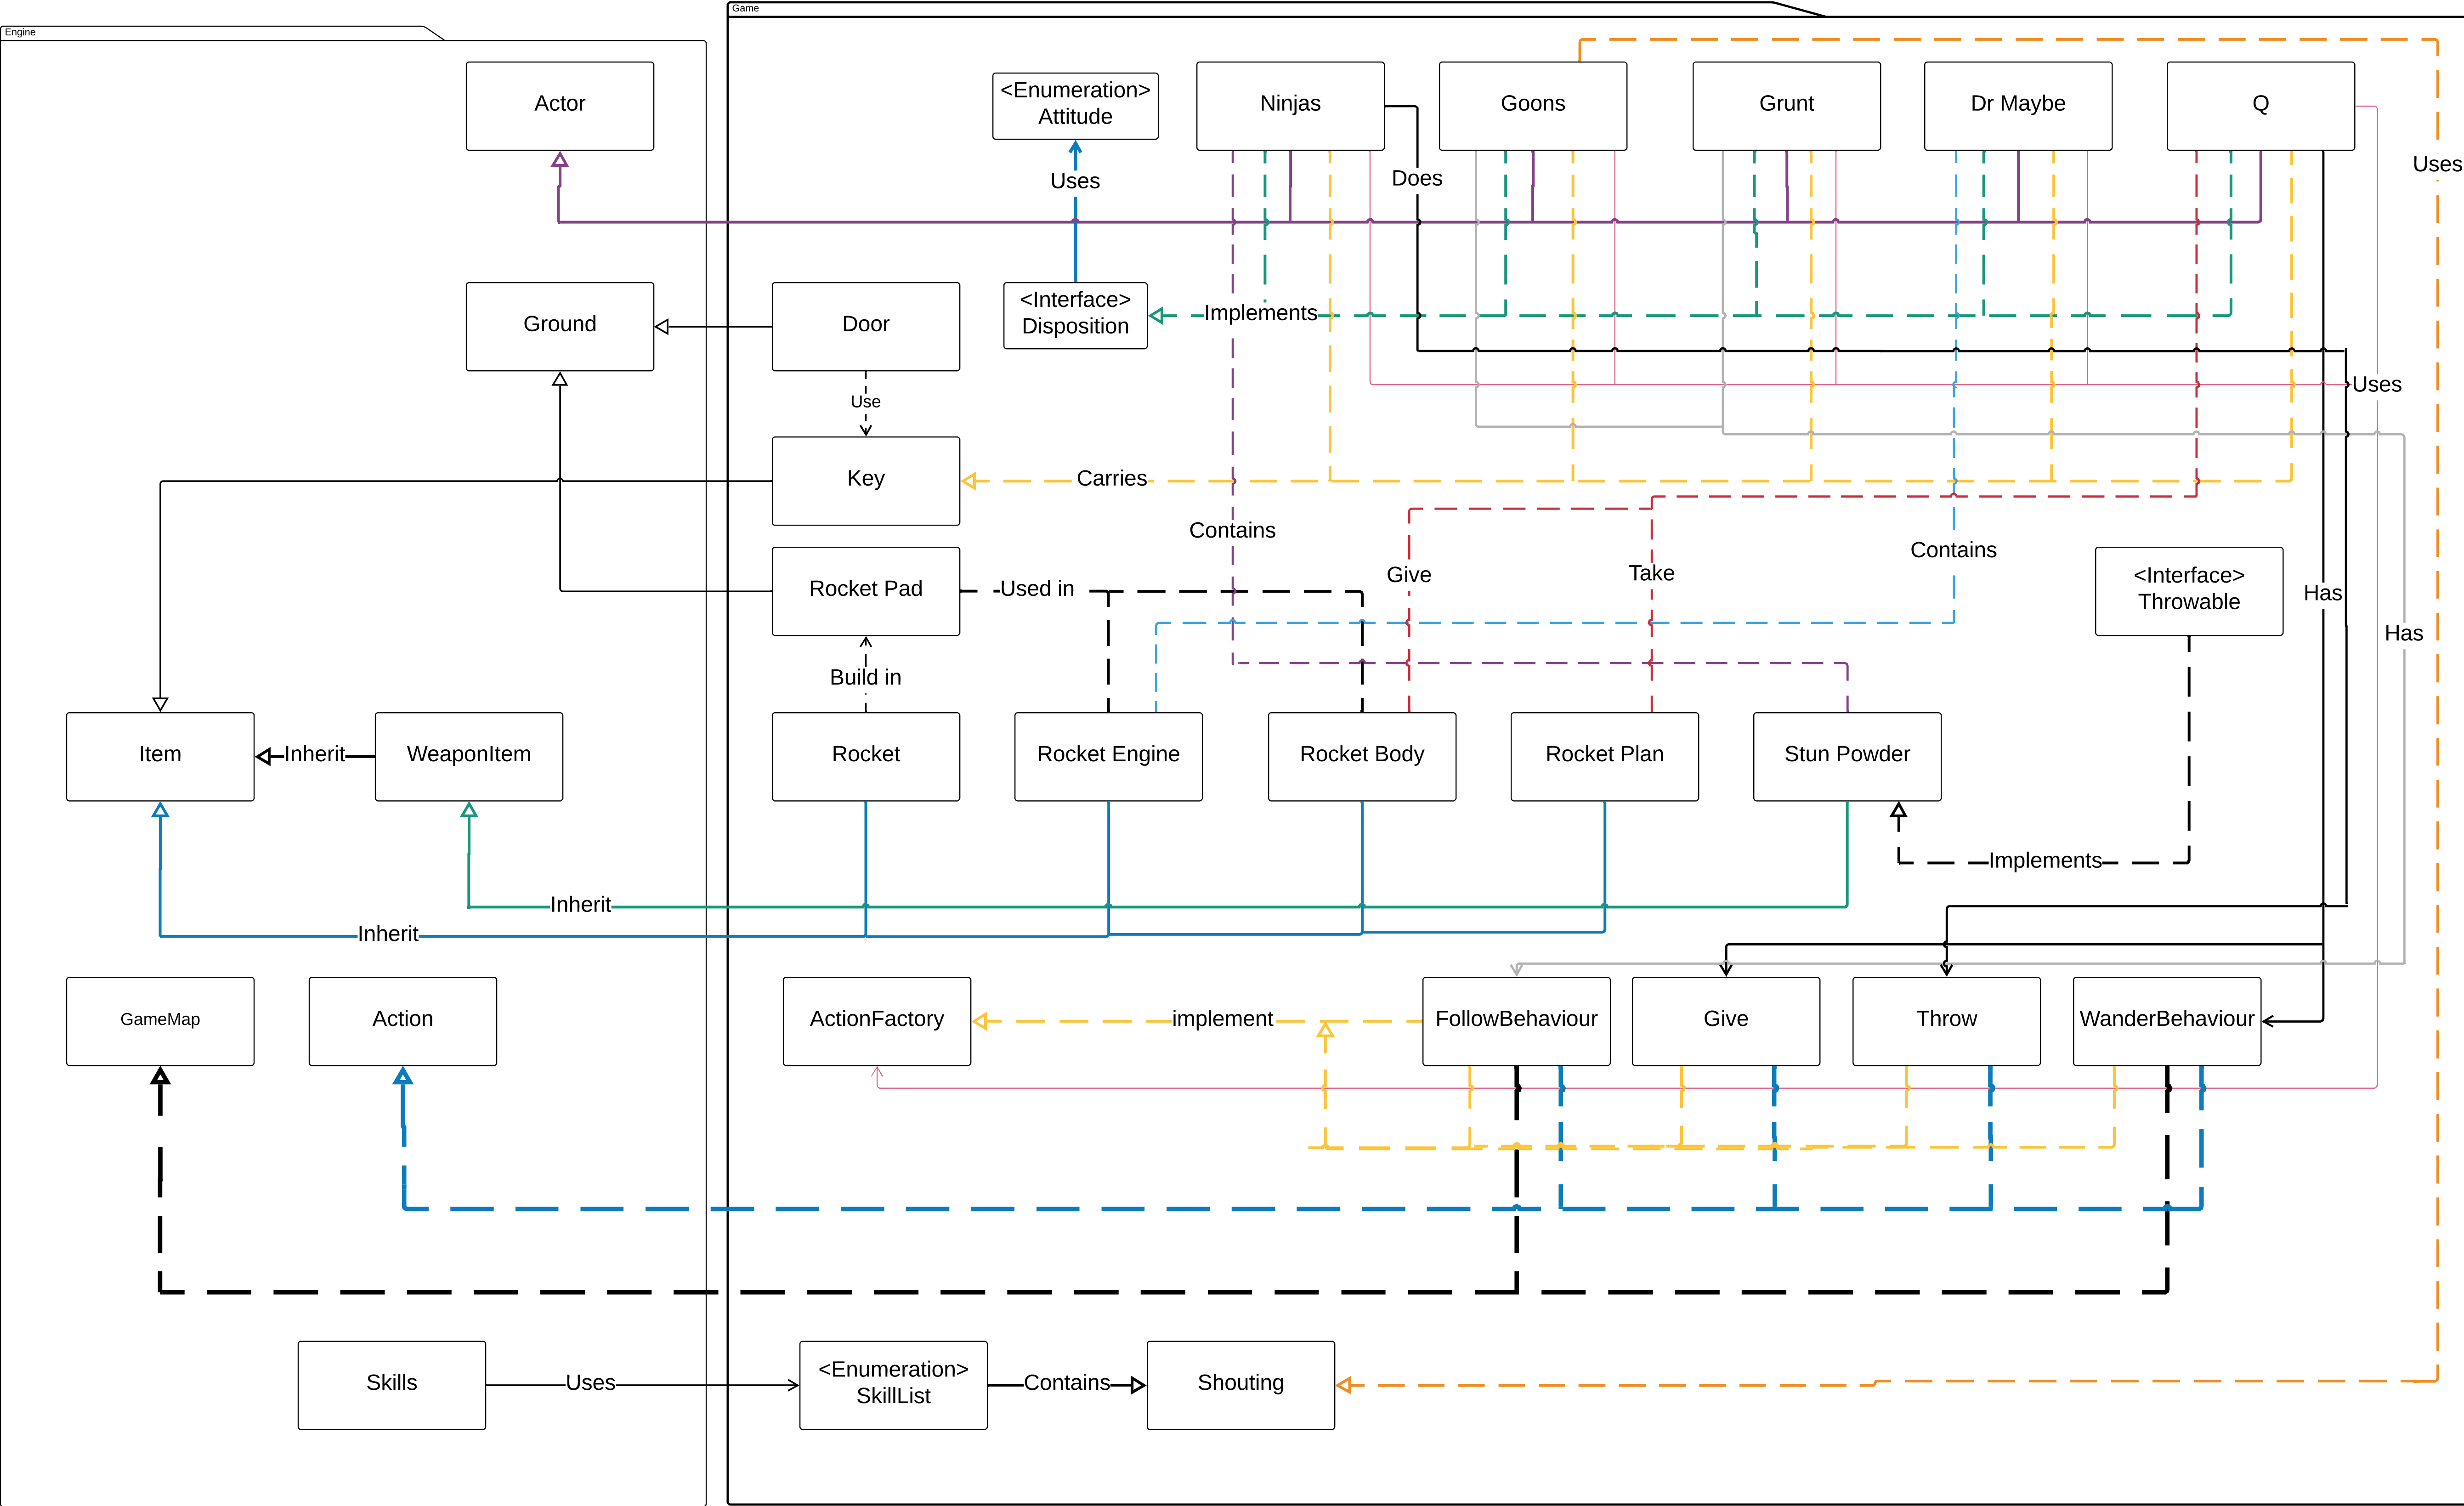 Game
Engine
Actor
<Enumeration>
Attitude
Ninjas
Goons
Grunt
Dr Maybe
Q
Uses
Does
Uses
Ground
Door
<Interface>
Disposition
Implements
Use
Uses
Key
Carries
Contains
Contains
Rocket Pad
Used in
Give
Take
<Interface>
Throwable
Has
Has
Build in
Item
Inherit
WeaponItem
Rocket
Rocket Engine
Rocket Body
Rocket Plan
Stun Powder
Implements
Inherit
Inherit
GameMap
Action
ActionFactory
implement
FollowBehaviour
Give
Throw
WanderBehaviour
Skills
Uses
<Enumeration>
SkillList
Contains
Shouting